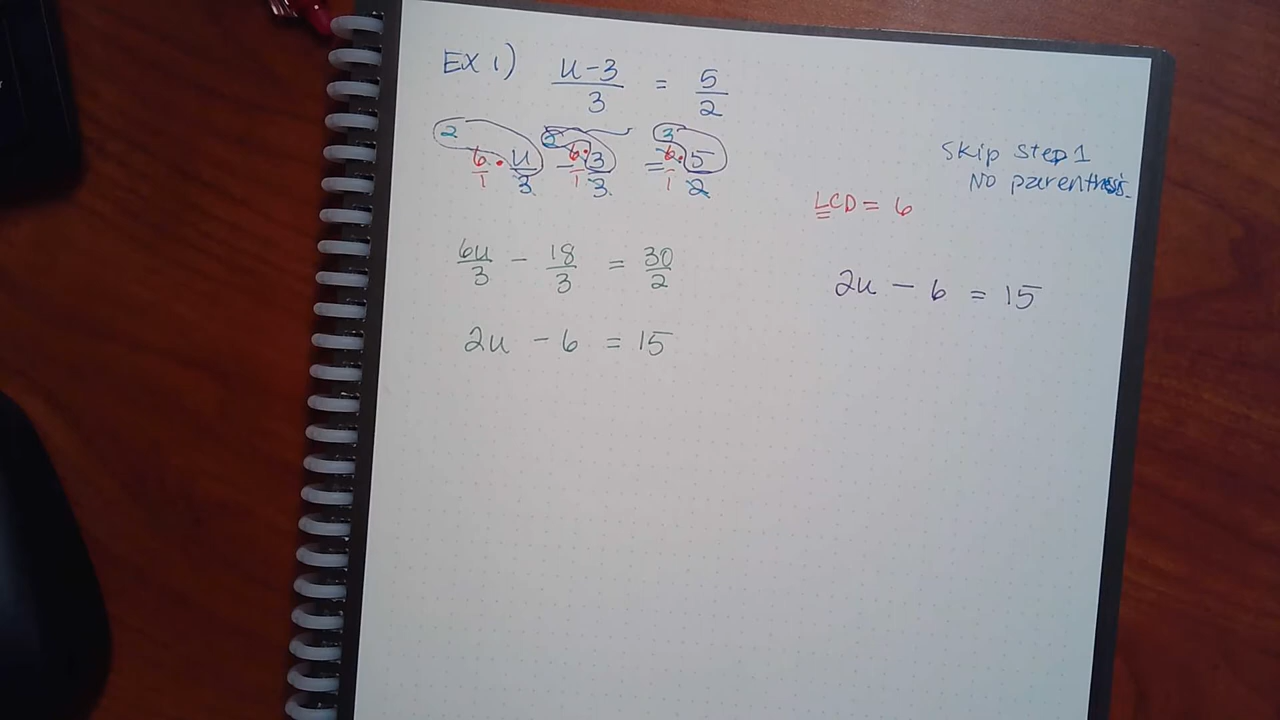 EX 1) u-3/3 = 5/2
2 2 3
6/1 • u/3 - 6/1 • 3/3 = 6/1 • 5/2
Skip Step 1
No parenthesis.
LCD = 6
6u/3 - 18/3 = 30/2
2u - 6 = 15
2u - 6 = 15